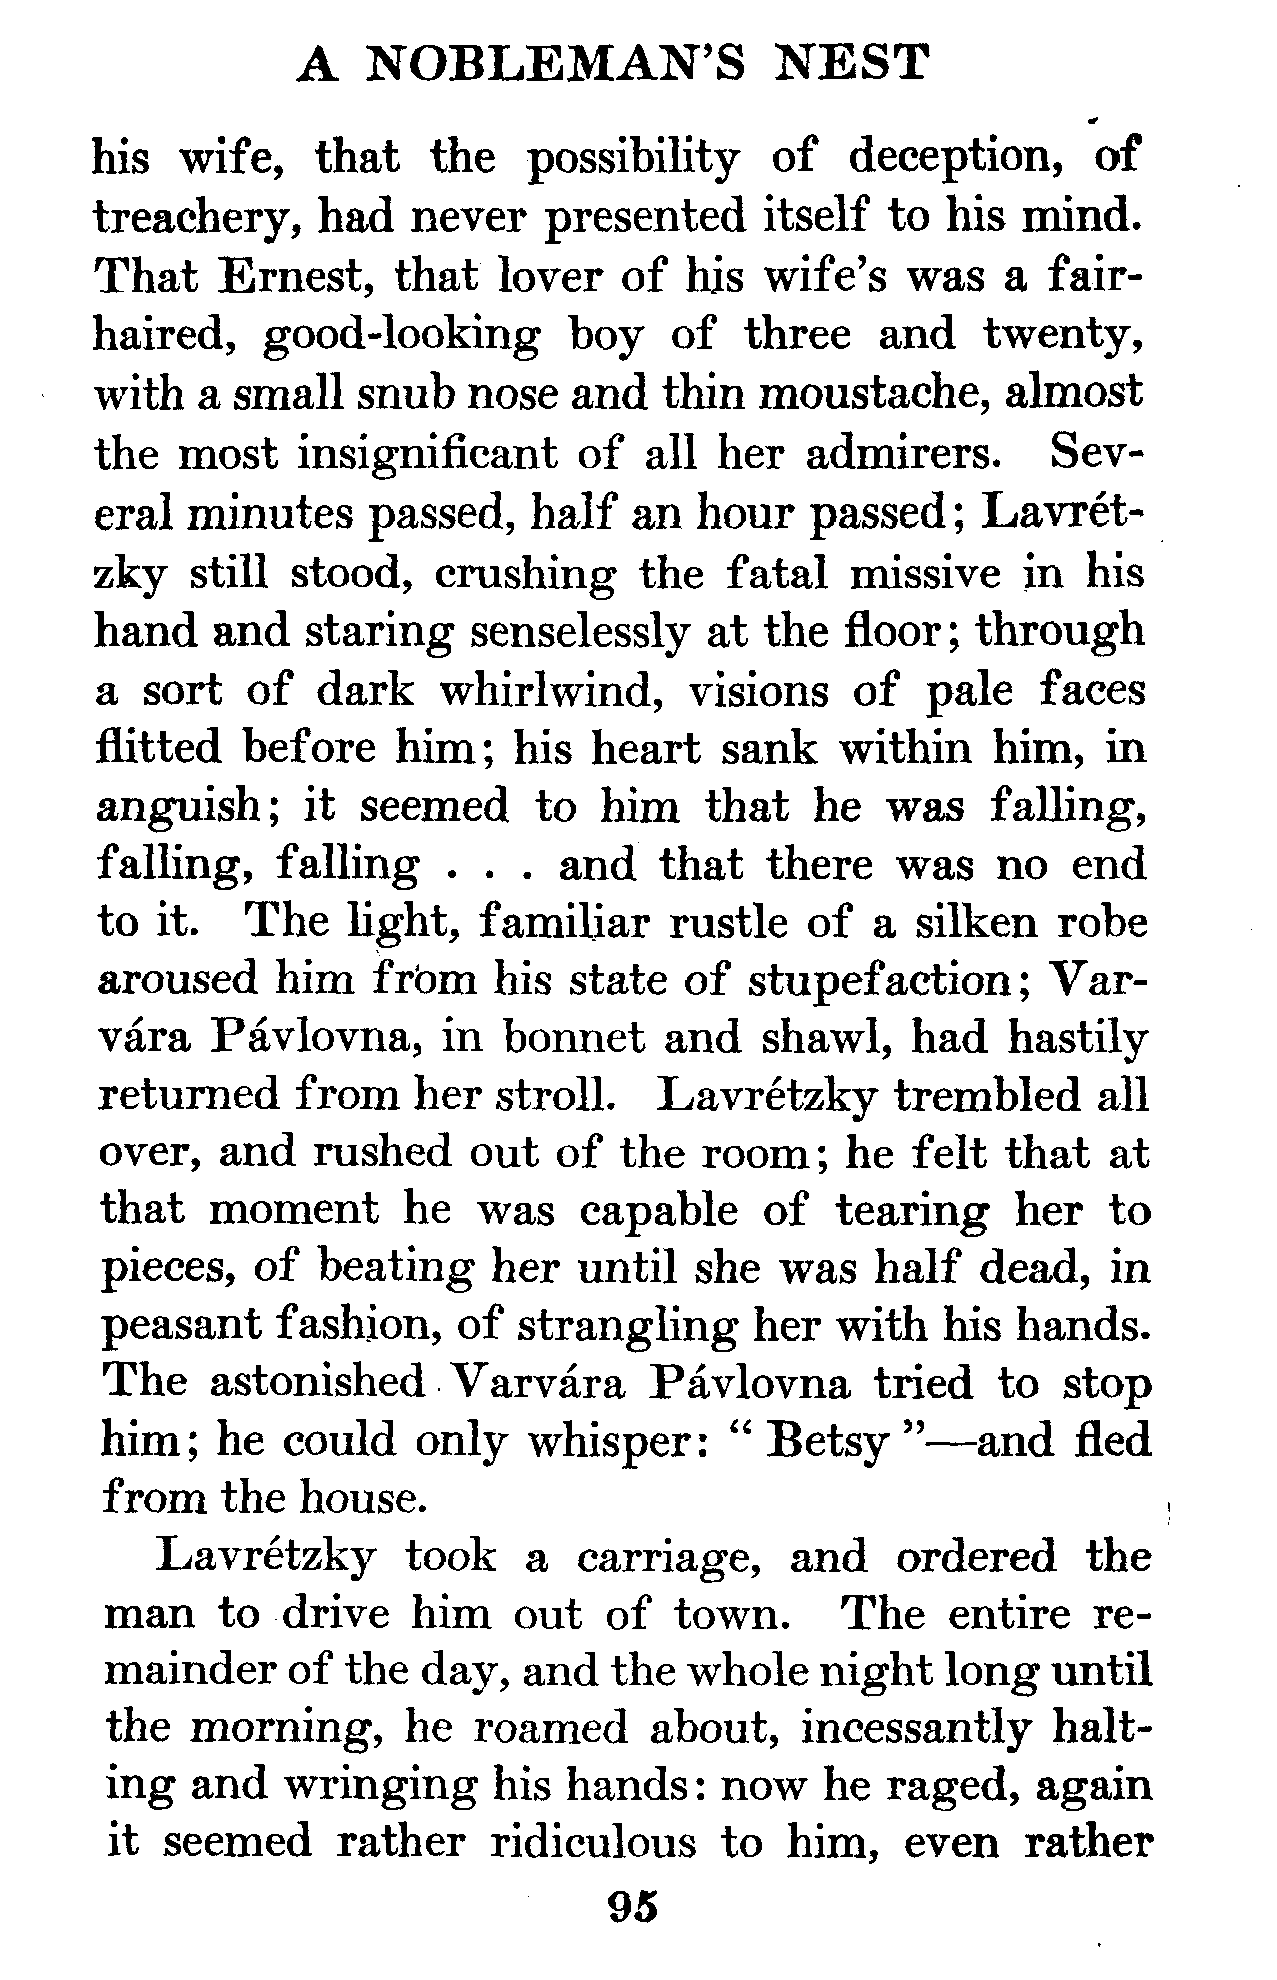 A NOBLEMAN'S NEST
his wife, that the possibility of deception, of
treachery, had never presented itself to his mind.
That Ernest, that lover of his wife's was a fair-
haired, good-looking boy of three and twenty,
with a small snub nose and thin moustache, almost
the most insignificant of all her admirers. Sev-
eral minutes passed, half an hour passed; Lavrét-
zky still stood, crushing the fatal missive in his
hand and staring senselessly at the floor; through
a sort of dark whirlwind, visions of pale faces
flitted before him; his heart sank within him, in
anguish; it seemed to him that he was falling,
falling, falling . . . and that there was no end
to it. The light, familiar rustle of a silken robe
aroused him from his state of stupefaction; Var-
vára Pávlovna, in bonnet and shawl, had hastily
returned from her stroll. Lavrétzky trembled all
over, and rushed out of the room; he felt that at
that moment he was capable of tearing her to
pieces, of beating her until she was half dead, in
peasant fashion, of strangling her with his hands.
The astonished Varvára Pávlovna tried to stop
him; he could only whisper: “ Betsy ”—and fled
from the house.
Lavrétzky took a carriage, and ordered the
man to drive him out of town. The entire re-
mainder of the day, and the whole night long until
the morning, he roamed about, incessantly halt-
ing and wringing his hands: now he raged, again
it seemed rather ridiculous to him, even rather
95